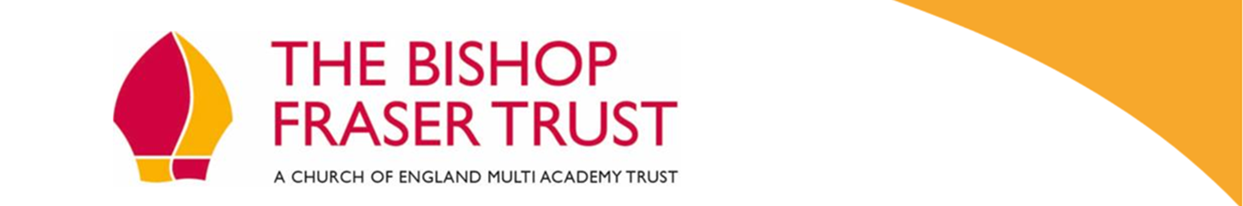 THE BISHOP
FRASER TRUST
A CHURCH OF ENGLAND MULTI ACADEMY TRUST